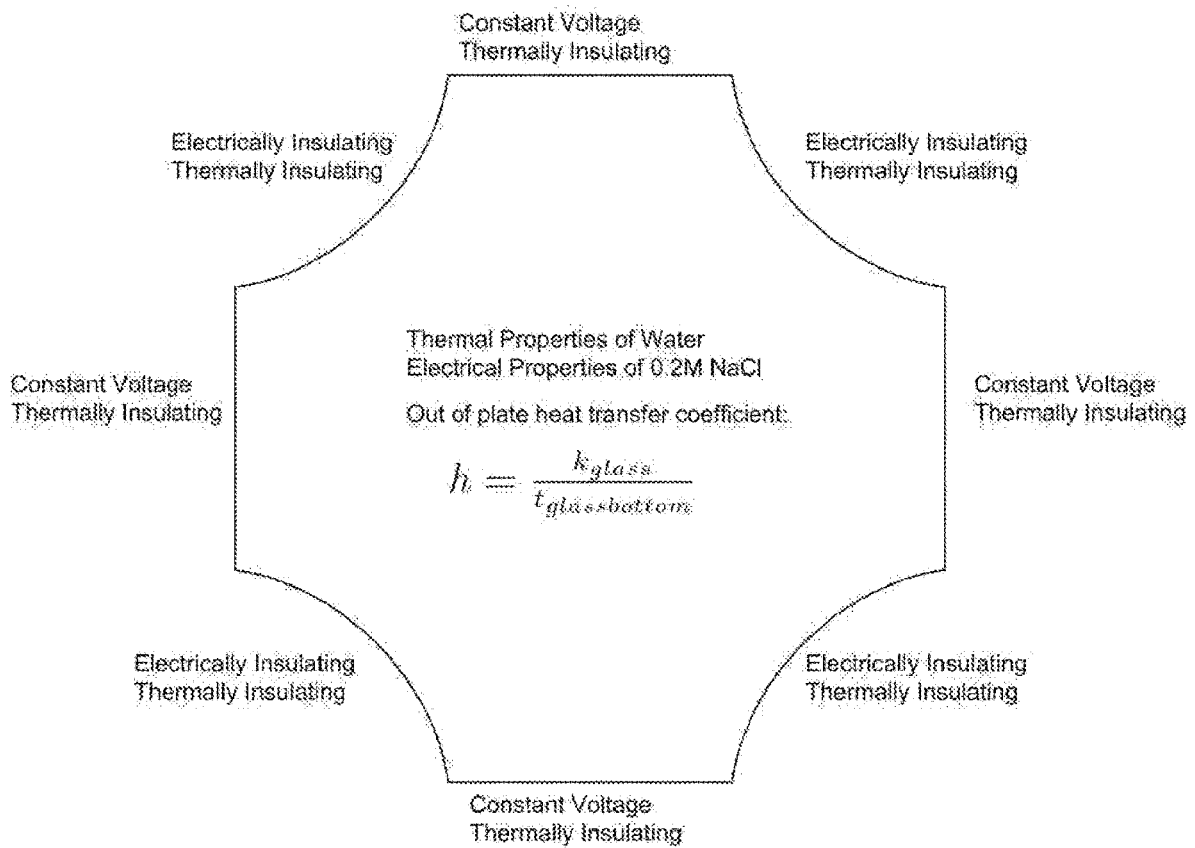 Constant Voltage
Thermally Insulating
Electrically Insulating
Thermally Insulating
Electrically Insulating
Thermally Insulating
Thermal Properties of Water
Electrical Properties of 0.2M NaCl
Constant Voltage
Thermally Insulating
Out of plate heat transfer coefficient:
h = k_glass / t_glassbottom
Constant Voltage
Thermally Insulating
Electrically Insulating
Thermally Insulating
Electrically Insulating
Thermally Insulating
Constant Voltage
Thermally Insulating